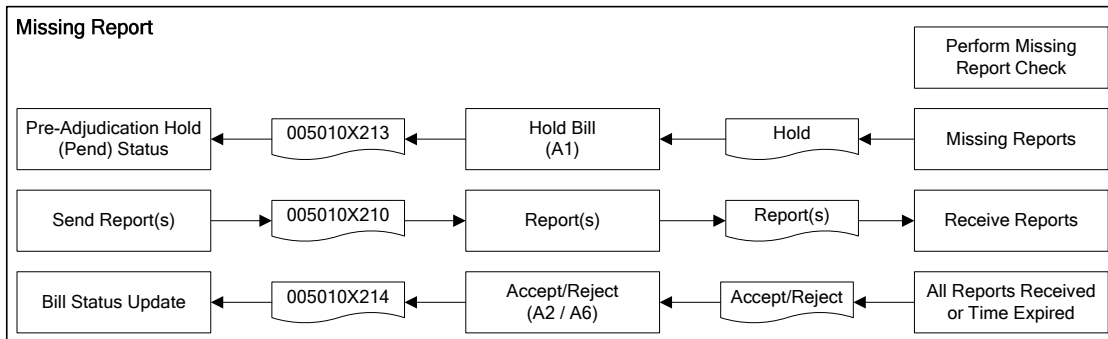 Missing Report
Perform Missing
Report Check
Pre-Adjudication Hold
(Pend) Status
005010X213
Hold Bill
(A1)
Hold
Missing Reports
Send Report(s)
005010X210
Report(s)
Report(s)
Receive Reports
Bill Status Update
005010X214
Accept/Reject
(A2 / A6)
Accept/Reject
All Reports Received
or Time Expired